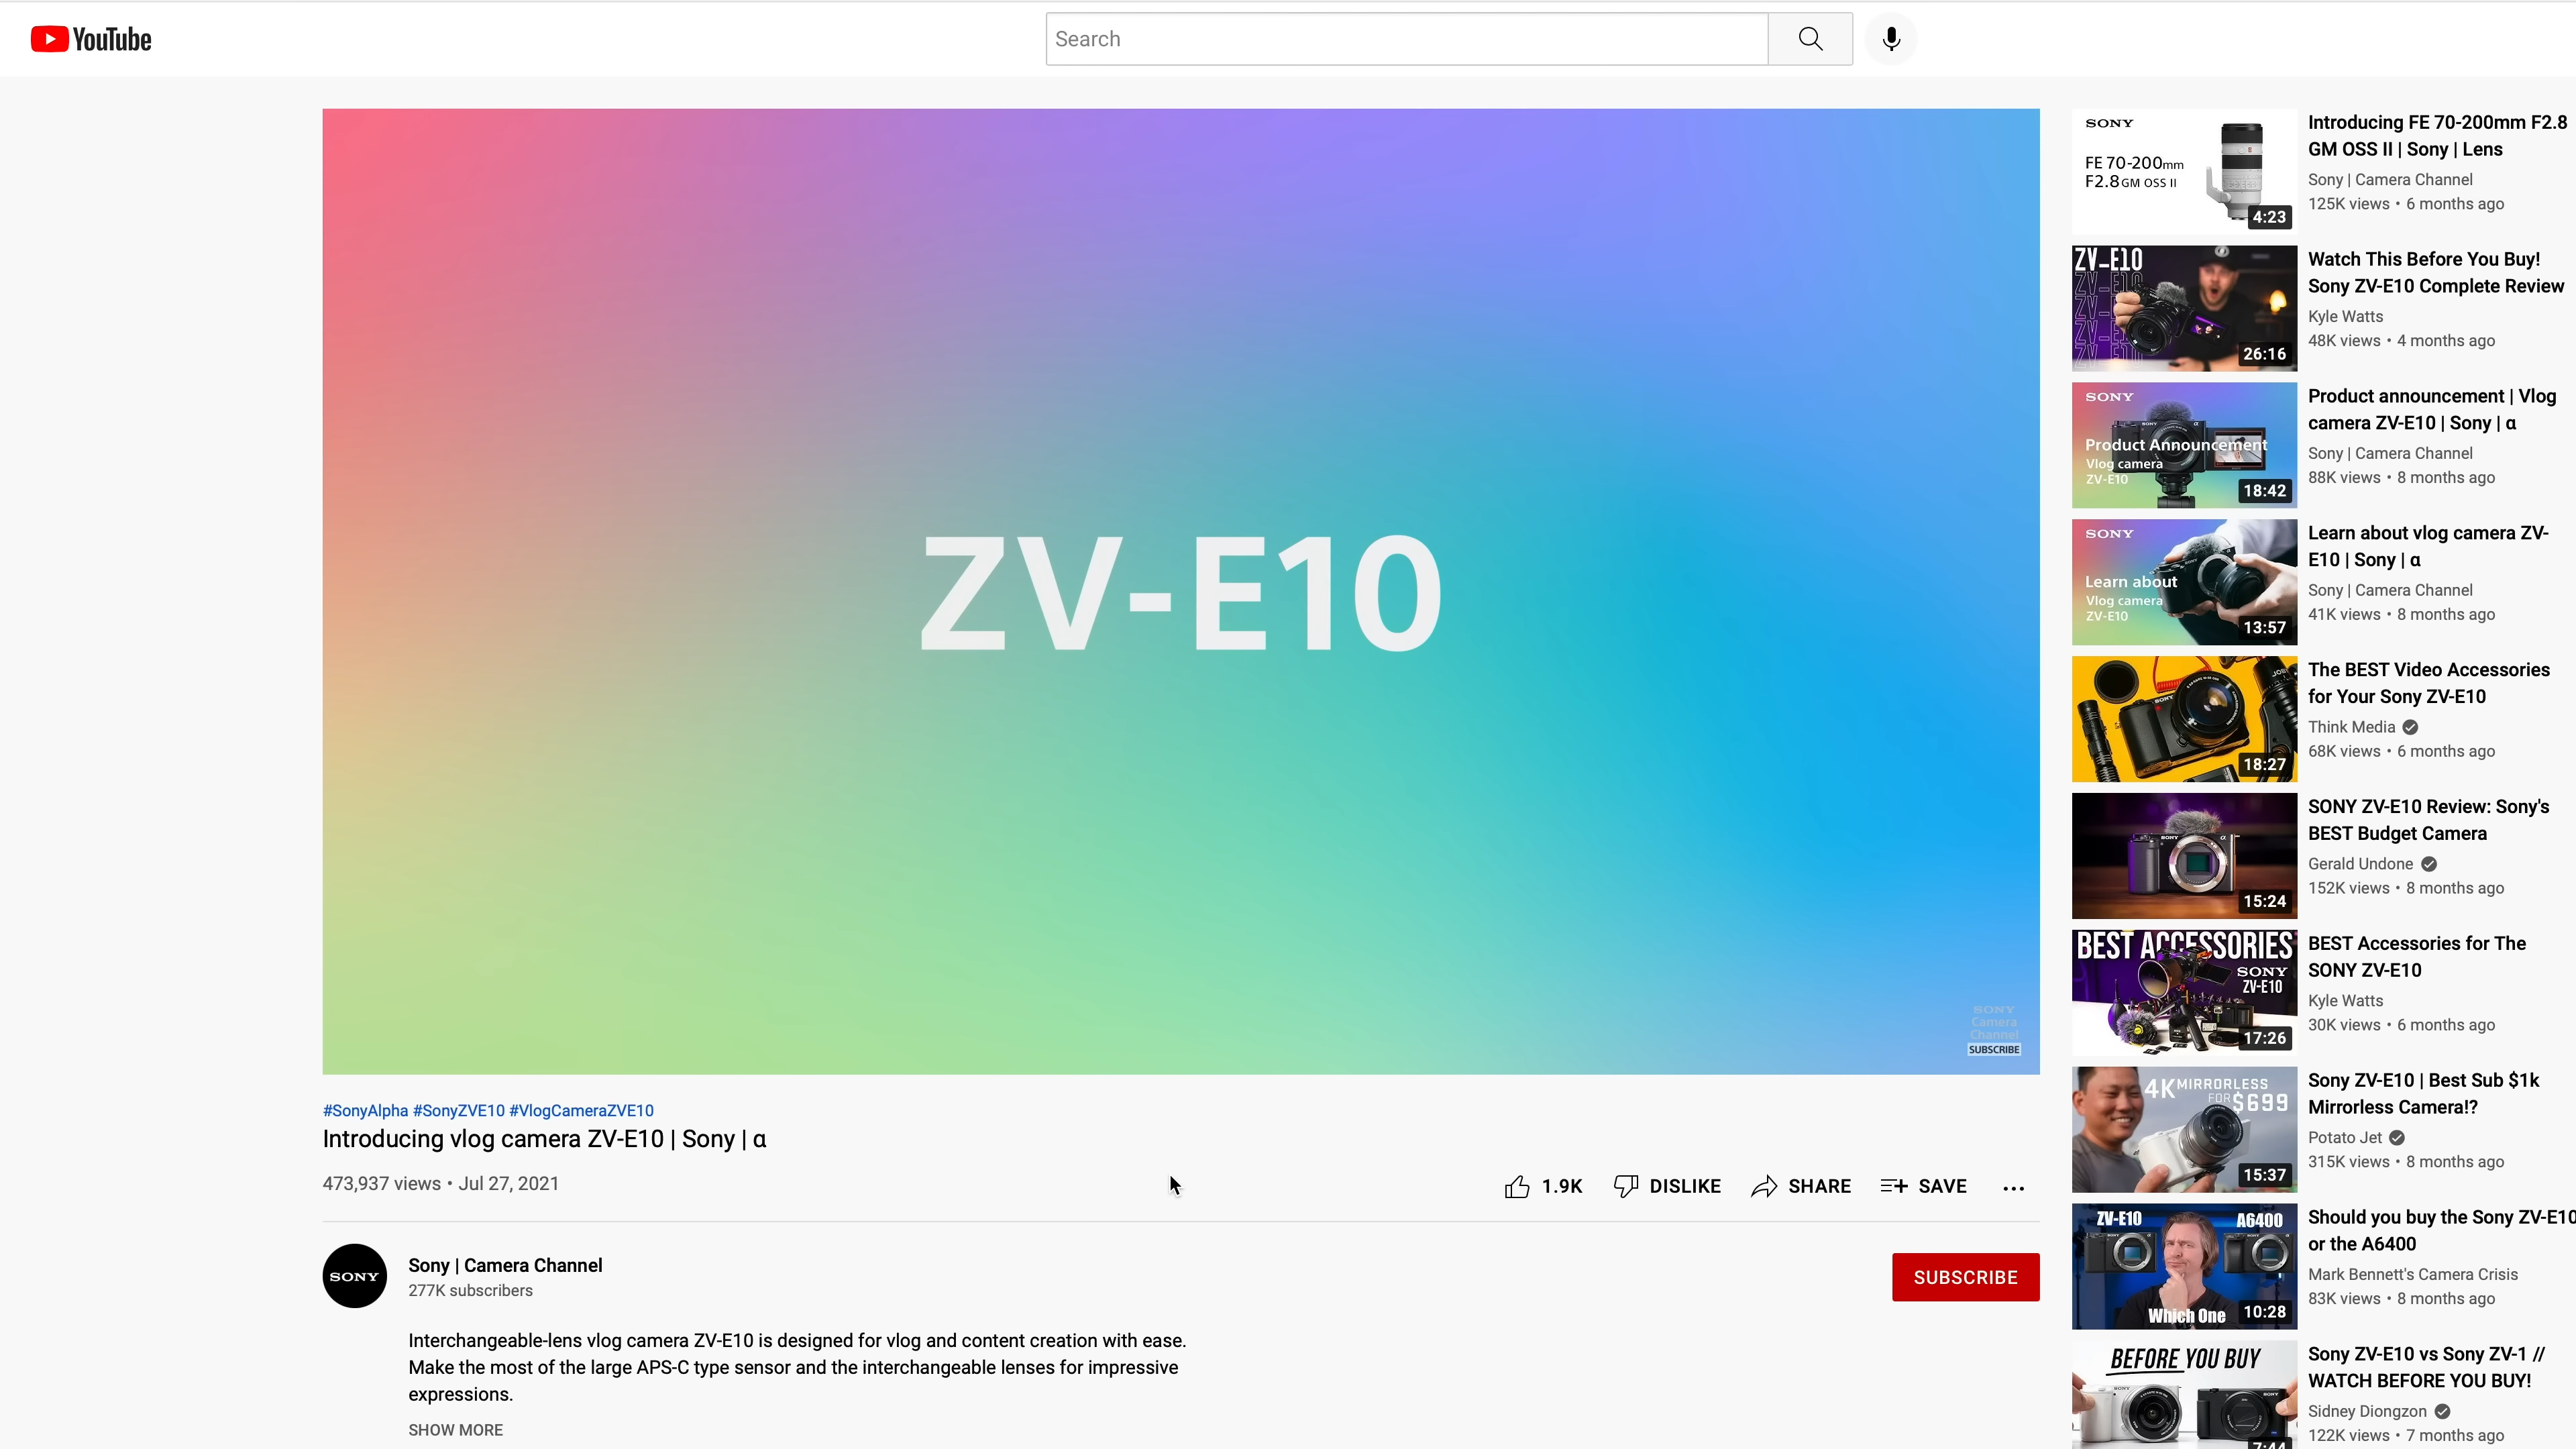 YouTube
Search
ZV-E10
SONY
Camera
Channel
SUBSCRIBE
#SonyAlpha #SonyZVE10 #VlogCameraZVE10
Introducing vlog camera ZV-E10 | Sony | α
473,937 views • Jul 27, 2021
1.9K DISLIKE SHARE SAVE ...
SONY
Sony | Camera Channel
277K subscribers
SUBSCRIBE
Interchangeable-lens vlog camera ZV-E10 is designed for vlog and content creation with ease.
Make the most of the large APS-C type sensor and the interchangeable lenses for impressive
expressions.
SHOW MORE
SONY
FE 70-200mm
F2.8 GM OSS II
4:23
Introducing FE 70-200mm F2.8
GM OSS II | Sony | Lens
Sony | Camera Channel
125K views • 6 months ago
ZV-E10
26:16
Watch This Before You Buy!
Sony ZV-E10 Complete Review
Kyle Watts
48K views • 4 months ago
SONY
Product Announcement
Vlog camera
ZV-E10
18:42
Product announcement | Vlog
camera ZV-E10 | Sony | α
Sony | Camera Channel
88K views • 8 months ago
SONY
Learn about
Vlog camera
ZV-E10
13:57
Learn about vlog camera ZV-
E10 | Sony | α
Sony | Camera Channel
41K views • 8 months ago
18:27
The BEST Video Accessories
for Your Sony ZV-E10
Think Media
68K views • 6 months ago
SONY
15:24
SONY ZV-E10 Review: Sony's
BEST Budget Camera
Gerald Undone
152K views • 8 months ago
BEST ACCESSORIES
SONY
ZV-E10
17:26
BEST Accessories for The
SONY ZV-E10
Kyle Watts
30K views • 6 months ago
4K MIRRORLESS
FOR $699
15:37
Sony ZV-E10 | Best Sub $1k
Mirrorless Camera!?
Potato Jet
315K views • 8 months ago
ZV-E10 A6400
Which One
10:28
Should you buy the Sony ZV-E10
or the A6400
Mark Bennett's Camera Crisis
83K views • 8 months ago
BEFORE YOU BUY
SONY
SONY
7:44
Sony ZV-E10 vs Sony ZV-1 //
WATCH BEFORE YOU BUY!
Sidney Diongzon
122K views • 7 months ago